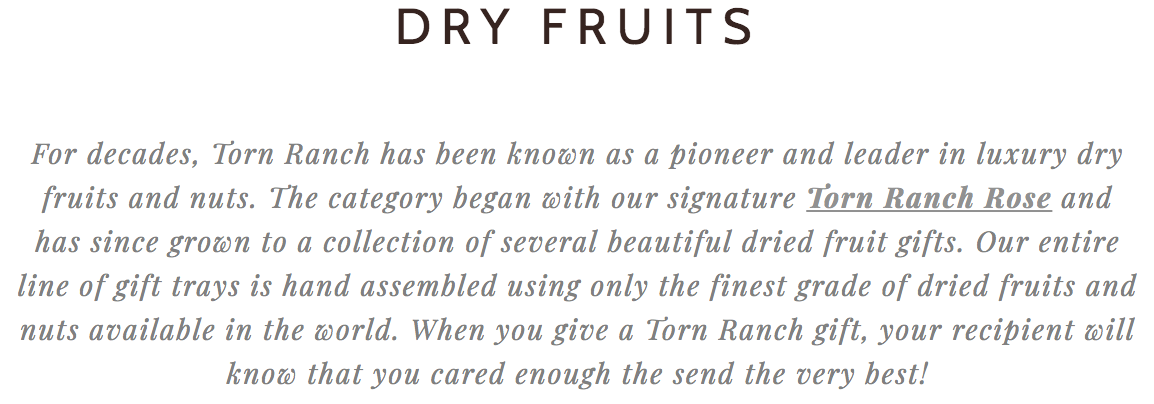 DRY FRUITS
For decades, Torn Ranch has been known as a pioneer and leader in luxury dry
fruits and nuts. The category began with our signature Torn Ranch Rose and
has since grown to a collection of several beautiful dried fruit gifts. Our entire
line of gift trays is hand assembled using only the finest grade of dried fruits and
nuts available in the world. When you give a Torn Ranch gift, your recipient will
know that you cared enough the send the very best!